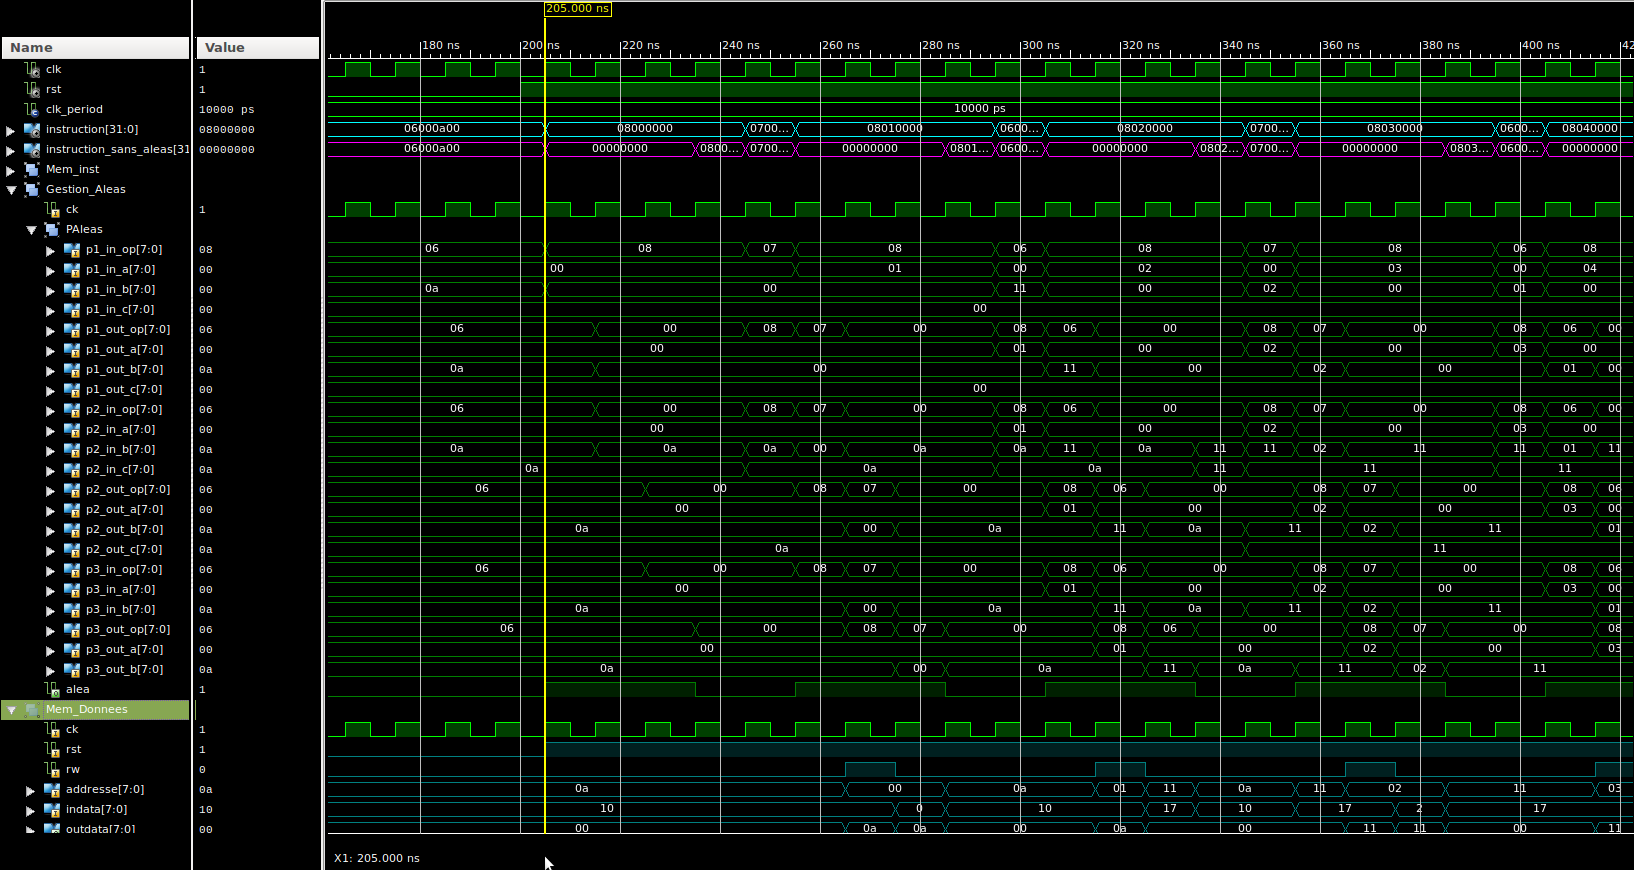 205.000 ns
Name Value
180 ns 200 ns 220 ns 240 ns 260 ns 280 ns 300 ns 320 ns 340 ns 360 ns 380 ns 400 ns 42
clk 1
rst 1
clk_period 10000 ps 10000 ps
instruction[31:0] 08000000 06000a00 08000000 0700... 08010000 0600... 08020000 0700... 08030000 0600... 08040000
instruction_sans_aleas[31 00000000 06000a00 00000000 0800... 0700... 00000000 0801... 0600... 00000000 0802... 0700... 00000000 0803... 0600... 00000000
Mem_inst
Gestion_Aleas
ck 1
PAleas
p1_in_op[7:0] 08 06 08 07 08 06 08 07 08 06 08
p1_in_a[7:0] 00 00 01 00 02 00 03 00 04
p1_in_b[7:0] 00 0a 00 11 00 02 00 01 00
p1_in_c[7:0] 00 00
p1_out_op[7:0] 06 06 00 08 07 00 08 06 00 08 07 00 08 06 00
p1_out_a[7:0] 00 00 01 00 02 00 03 00
p1_out_b[7:0] 0a 0a 00 11 00 02 00 01 00
p1_out_c[7:0] 00 00
p2_in_op[7:0] 06 06 00 08 07 00 08 06 00 08 07 00 08 06 00
p2_in_a[7:0] 00 00 01 00 02 00 03 00
p2_in_b[7:0] 0a 0a 0a 0a 00 0a 0a 11 0a 11 11 02 11 11 01 11
p2_in_c[7:0] 0a 0a 0a 0a 11 11 11
p2_out_op[7:0] 06 06 00 08 07 00 08 06 00 08 07 00 08 06
p2_out_a[7:0] 00 00 01 00 02 00 03 00
p2_out_b[7:0] 0a 0a 00 0a 11 0a 11 02 11 01
p2_out_c[7:0] 0a 0a 11
p3_in_op[7:0] 06 06 00 08 07 00 08 06 00 08 07 00 08 06
p3_in_a[7:0] 00 00 01 00 02 00 03 00
p3_in_b[7:0] 0a 0a 00 0a 11 0a 11 02 11 01
p3_out_op[7:0] 06 06 00 08 07 00 08 06 00 08 07 00 08
p3_out_a[7:0] 00 00 01 00 02 00 03
p3_out_b[7:0] 0a 0a 00 0a 11 0a 11 02 11
alea 1
Mem_Donnees
ck 1
rst 1
rw 0
addresse[7:0] 0a 0a 00 0a 01 11 0a 11 02 11 03
indata[7:0] 10 10 0 10 17 10 17 2 17
outdata[7:0] 00 00 0a 0a 00 0a 00 11 11 00 11
X1: 205.000 ns